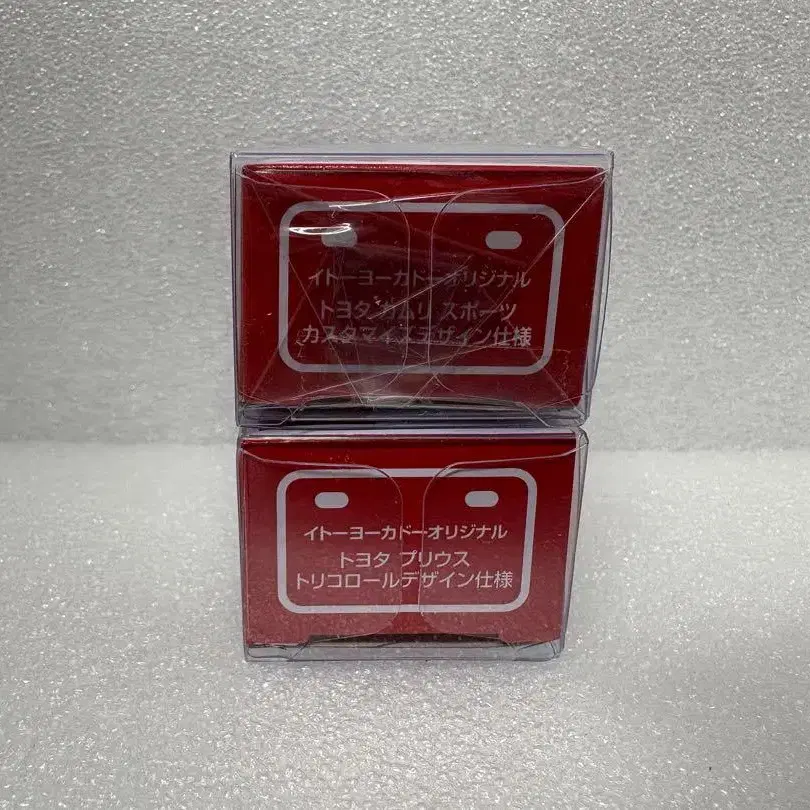 イトーヨーカドーオリジナル
トヨタ カムリ スポーツ
カスタマイズデザイン仕様
イトーヨーカドーオリジナル
トヨタ プリウス
トリコロールデザイン仕様